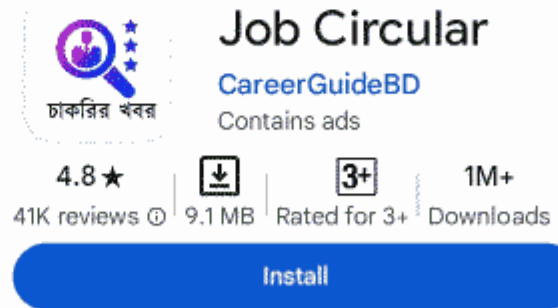 Job Circular
CareerGuideBD
Contains ads
চাকরির খবর
4.8★ 3+ 1M+
41K reviews 9.1 MB Rated for 3+ Downloads
Install